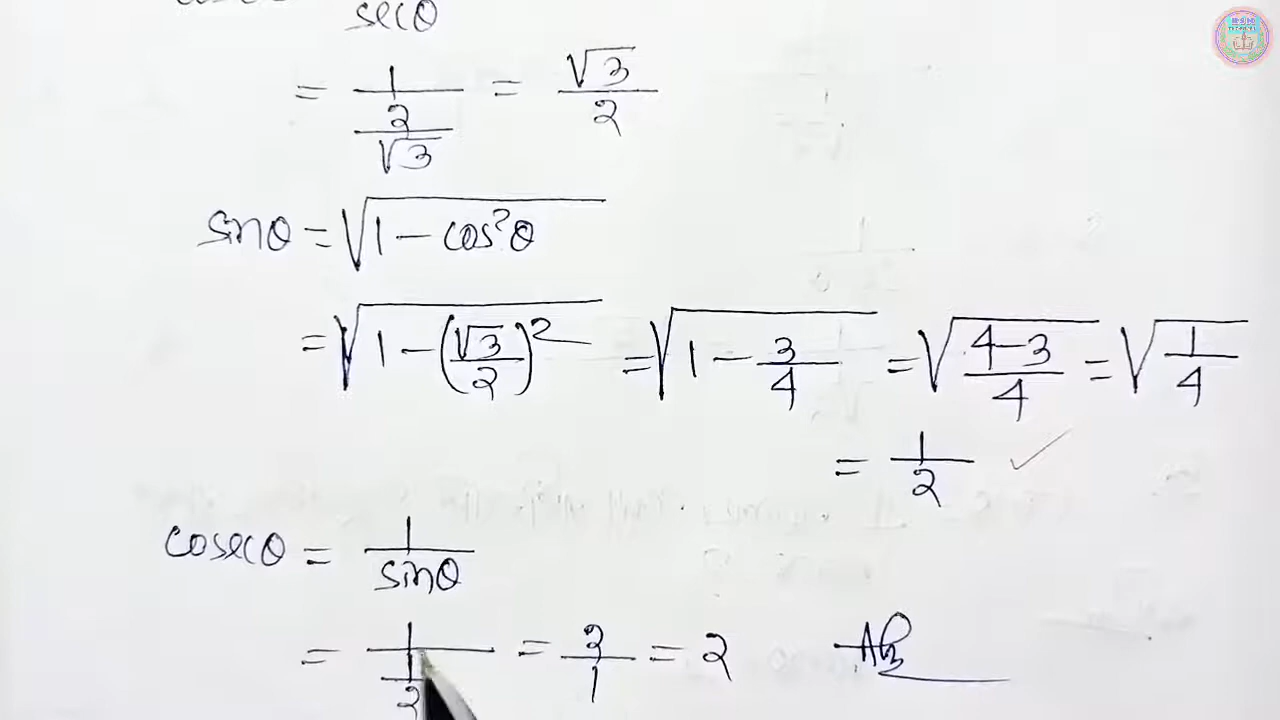 secθ
= 1/(2/√3) = √3/2
sinθ = √(1 - cos²θ)
= √(1 - (√3/2)²) = √(1 - 3/4) = √((4-3)/4) = √(1/4)
= 1/2 ✓
cosecθ = 1/sinθ
= 1/(1/2) = 2/1 = 2